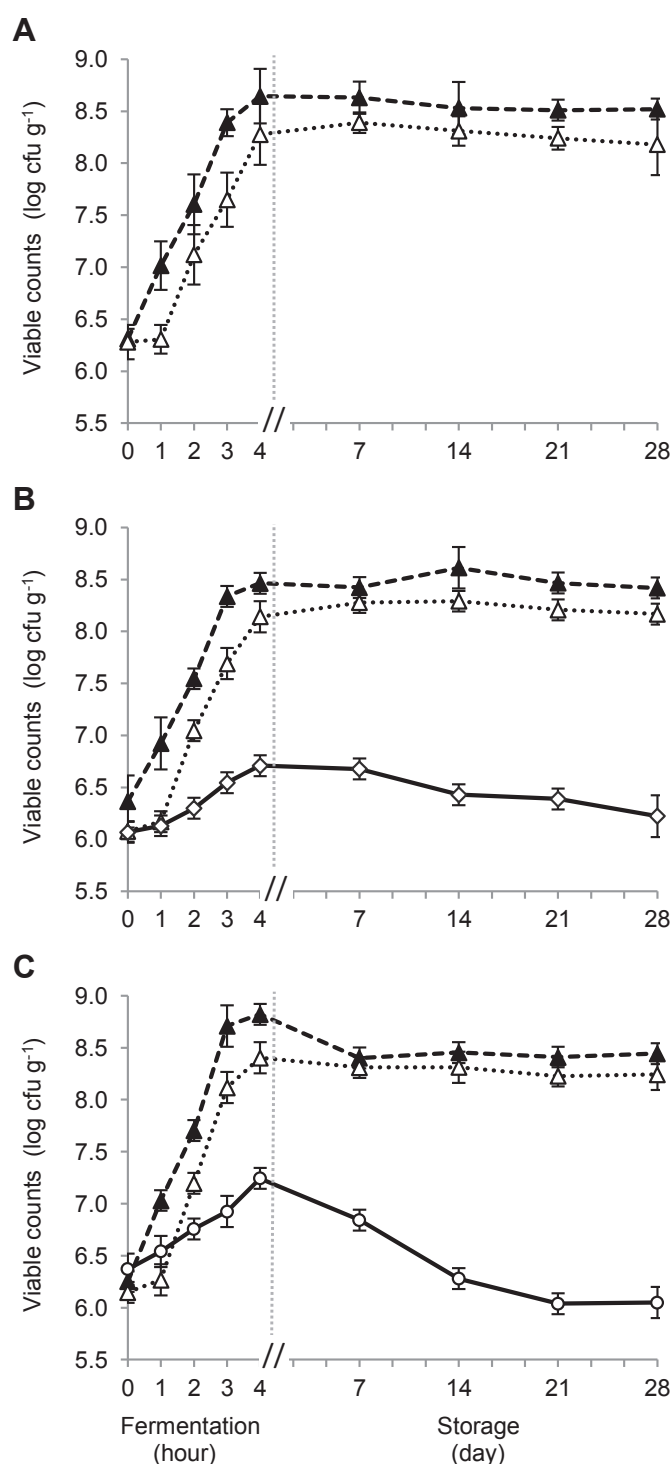 A
Viable counts (log cfu g⁻¹)
9.0
8.5
8.0
7.5
7.0
6.5
6.0
5.5
0 1 2 3 4 // 7 14 21 28
B
Viable counts (log cfu g⁻¹)
9.0
8.5
8.0
7.5
7.0
6.5
6.0
5.5
0 1 2 3 4 // 7 14 21 28
C
Viable counts (log cfu g⁻¹)
9.0
8.5
8.0
7.5
7.0
6.5
6.0
5.5
0 1 2 3 4 // 7 14 21 28
Fermentation Storage
(hour) (day)